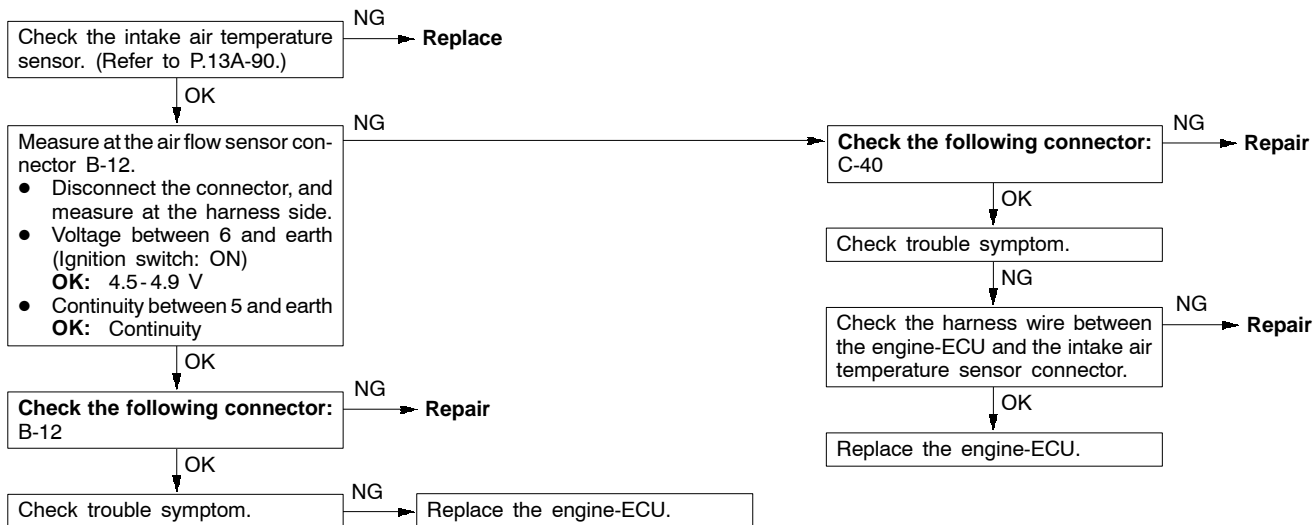 Check the intake air temperature
sensor. (Refer to P.13A-90.)
NG
Replace
OK
Measure at the air flow sensor con-
nector B-12.
● Disconnect the connector, and
measure at the harness side.
● Voltage between 6 and earth
(Ignition switch: ON)
OK: 4.5-4.9 V
● Continuity between 5 and earth
OK: Continuity
NG
OK
Check the following connector:
B-12
NG
Repair
OK
Check trouble symptom.
NG
Replace the engine-ECU.
Check the following connector:
C-40
NG
Repair
OK
Check trouble symptom.
NG
Check the harness wire between
the engine-ECU and the intake air
temperature sensor connector.
NG
Repair
OK
Replace the engine-ECU.